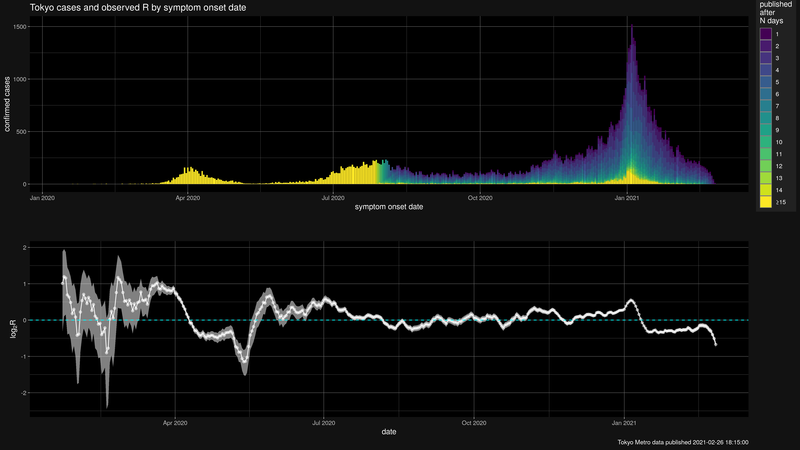 Tokyo cases and observed R by symptom onset date
published
after
N days
1
2
3
4
5
6
7
8
9
10
11
12
13
14
≥15
confirmed cases
1500
1000
500
0
Jan 2020
Apr 2020
Jul 2020
Oct 2020
Jan 2021
symptom onset date
log2R
2
1
0
-1
-2
Apr 2020
Jul 2020
Oct 2020
Jan 2021
date
Tokyo Metro data published 2021-02-26 18:15:00